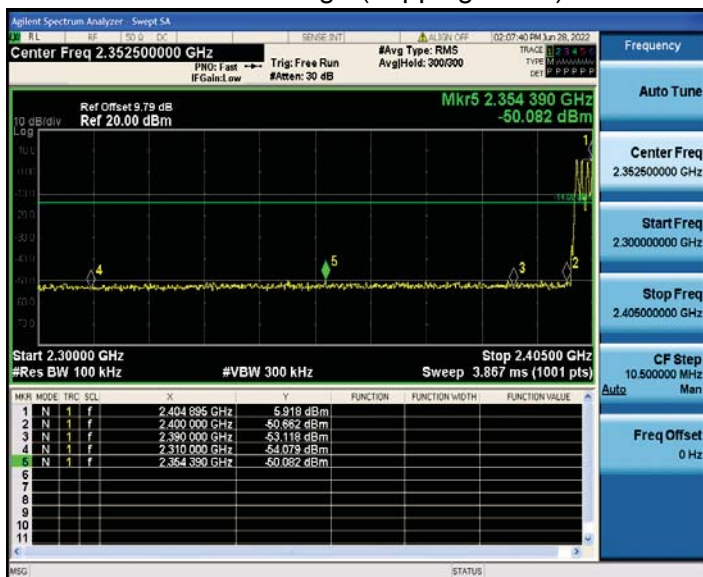 Agilent Spectrum Analyzer - Swept SA
RL RF 50 Ω DC SENSE:INT ALIGN OFF 02:07:40 PM Jun 28, 2022
Center Freq 2.352500000 GHz
PNO: Fast
IFGain:Low
Trig: Free Run
#Atten: 30 dB
#Avg Type: RMS
Avg|Hold: 300/300
TRACE 1 2 3 4 5 6
TYPE M
DET P P P P P P
Frequency
Auto Tune
Center Freq
2.352500000 GHz
Start Freq
2.300000000 GHz
Stop Freq
2.405000000 GHz
CF Step
10.500000 MHz
Auto Man
Freq Offset
0 Hz
Ref Offset 9.79 dB
10 dB/div Ref 20.00 dBm
Log
Mkr5 2.354 390 GHz
-50.082 dBm
1
2
3
4
5
Start 2.30000 GHz Stop 2.40500 GHz
#Res BW 100 kHz #VBW 300 kHz Sweep 3.867 ms (1001 pts)
MKR MODE TRC SCL X Y FUNCTION FUNCTION WIDTH FUNCTION VALUE
1 N 1 f 2.404 895 GHz 5.918 dBm
2 N 1 f 2.400 000 GHz -50.662 dBm
3 N 1 f 2.390 000 GHz -53.118 dBm
4 N 1 f 2.310 000 GHz -54.079 dBm
5 N 1 f 2.354 390 GHz -50.082 dBm
6
7
8
9
10
11
MSG STATUS